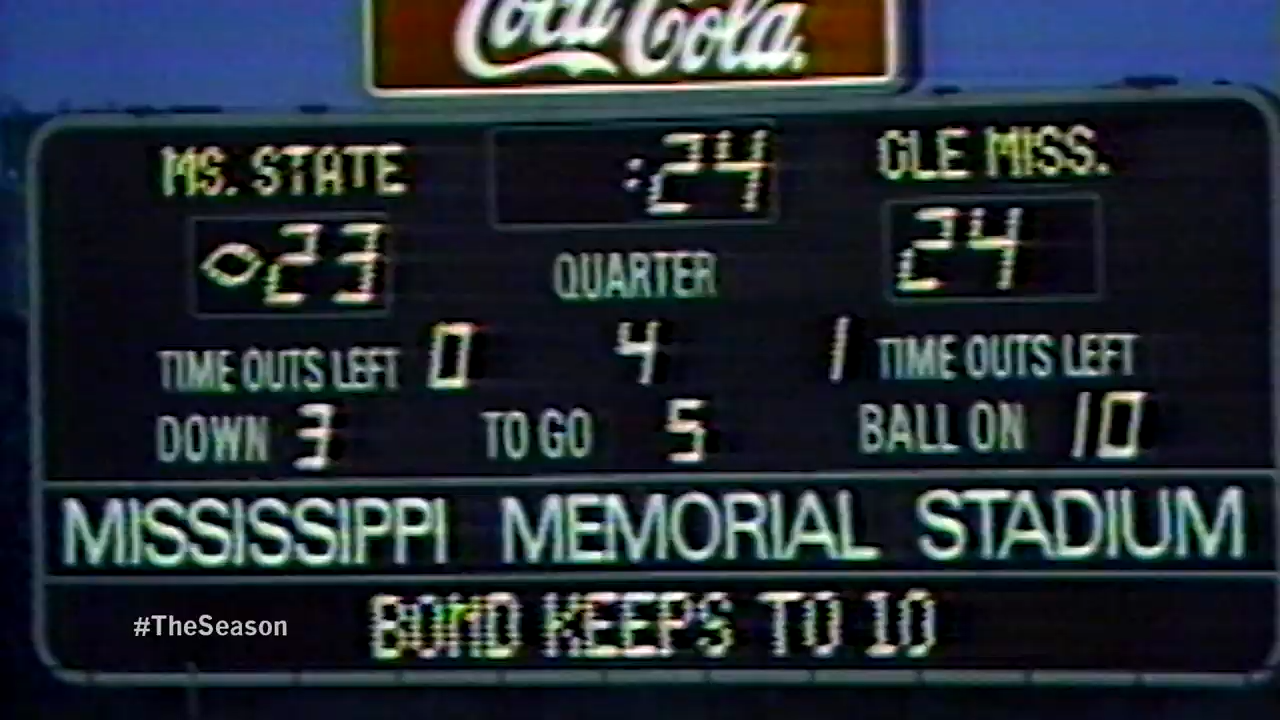 Coca-Cola
MS. STATE :24 OLE MISS.
23 24
QUARTER
TIME OUTS LEFT 0 4 1 TIME OUTS LEFT
DOWN 3 TO GO 5 BALL ON 10
MISSISSIPPI MEMORIAL STADIUM
BOND KEEPS TO 10
#TheSeason